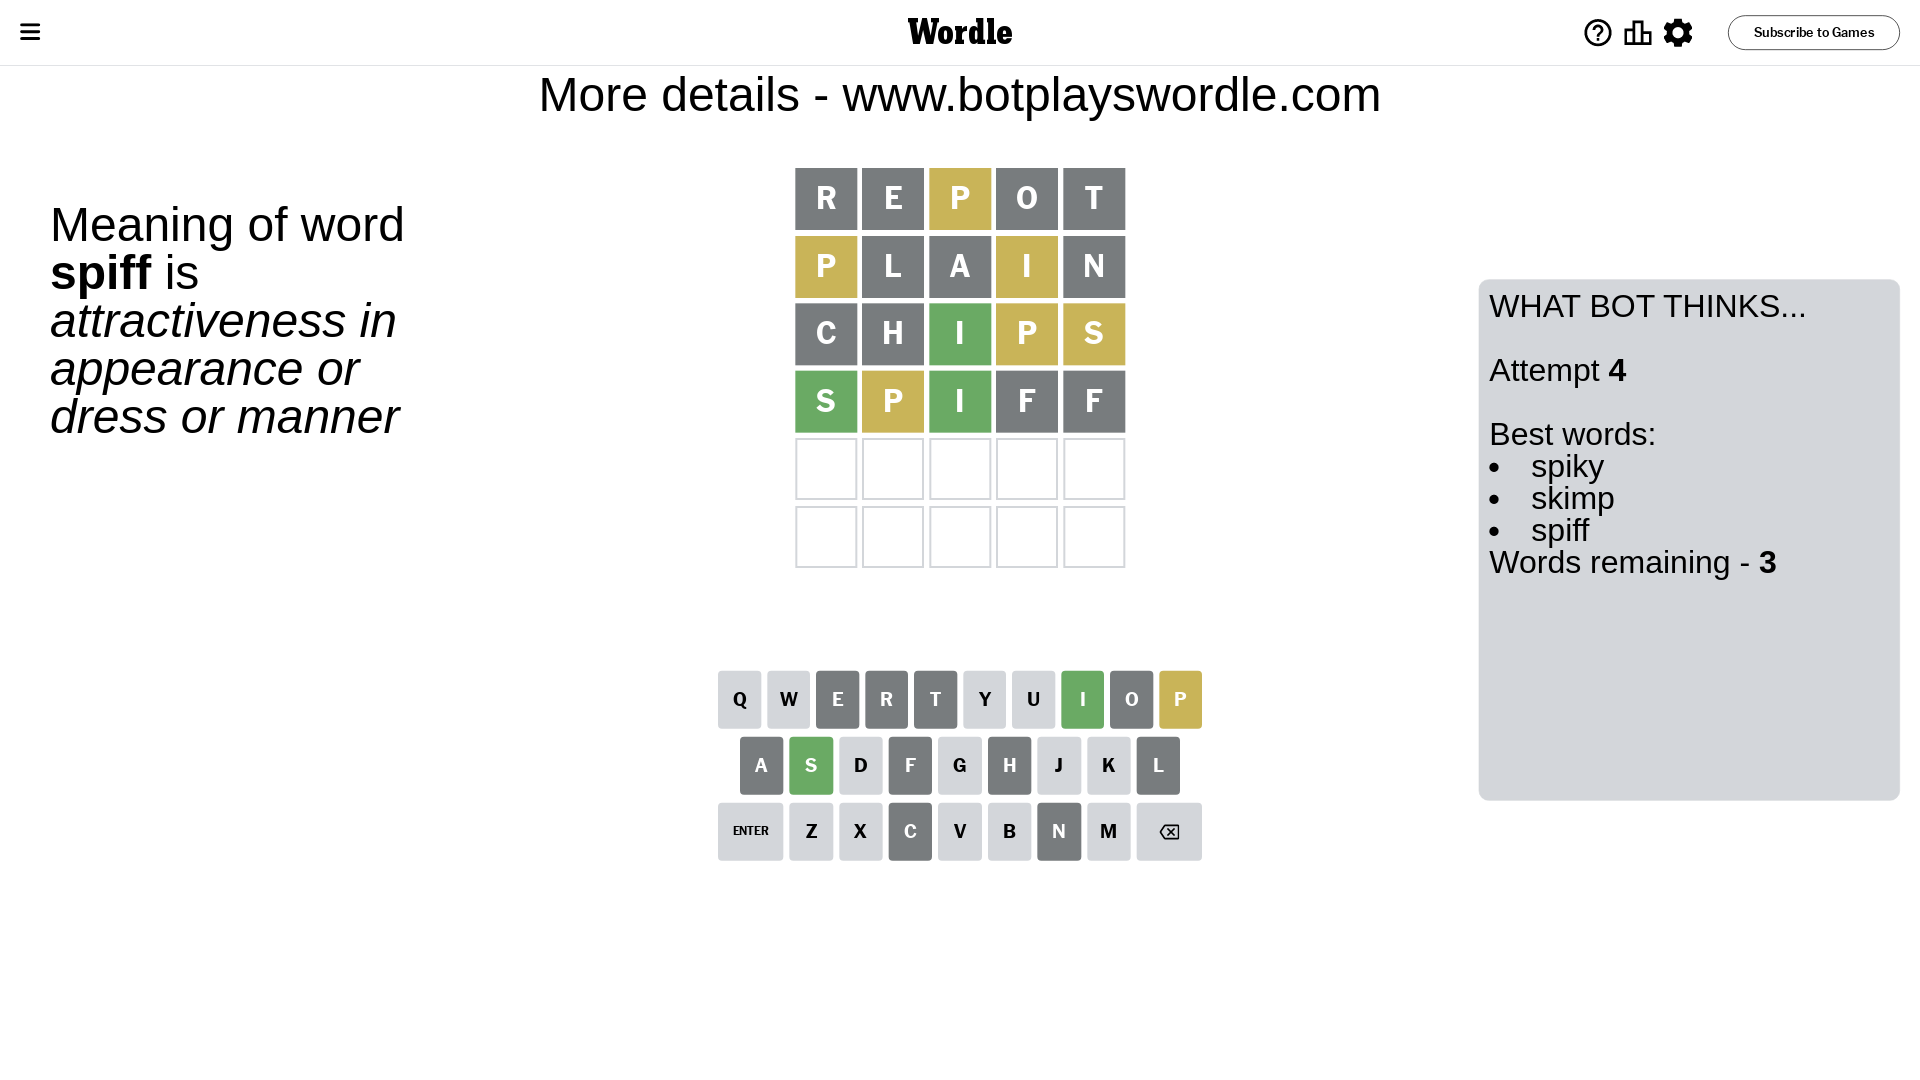 Wordle
Subscribe to Games
More details - www.botplayswordle.com
Meaning of word
spiff is
attractiveness in
appearance or
dress or manner
R E P O T
P L A I N
C H I P S
S P I F F
WHAT BOT THINKS...
Attempt 4
Best words:
• spiky
• skimp
• spiff
Words remaining - 3
Q W E R T Y U I O P
A S D F G H J K L
ENTER Z X C V B N M